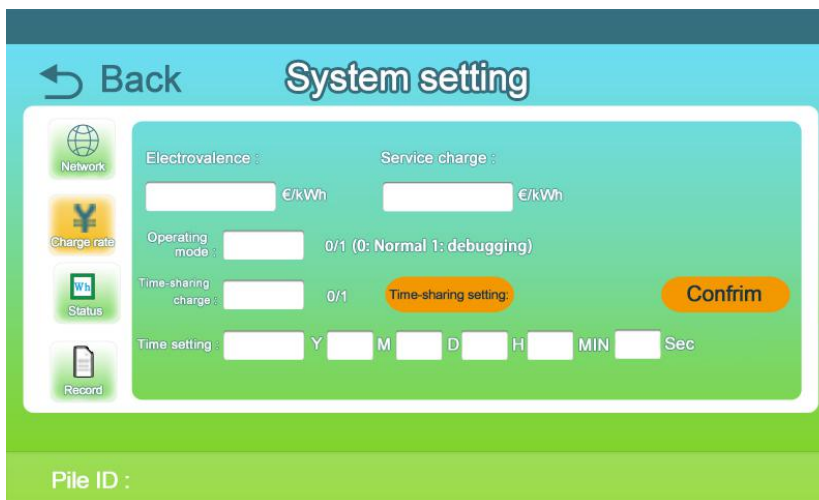 Back
System setting
Network
Charge rate
Wh
Status
Record
Electrovalence : Service charge :
€/kWh €/kWh
Operating
mode : 0/1 (0: Normal 1: debugging)
Time-sharing
charge : 0/1 Time-sharing setting: Confrim
Time setting : Y M D H MIN Sec
Pile ID :